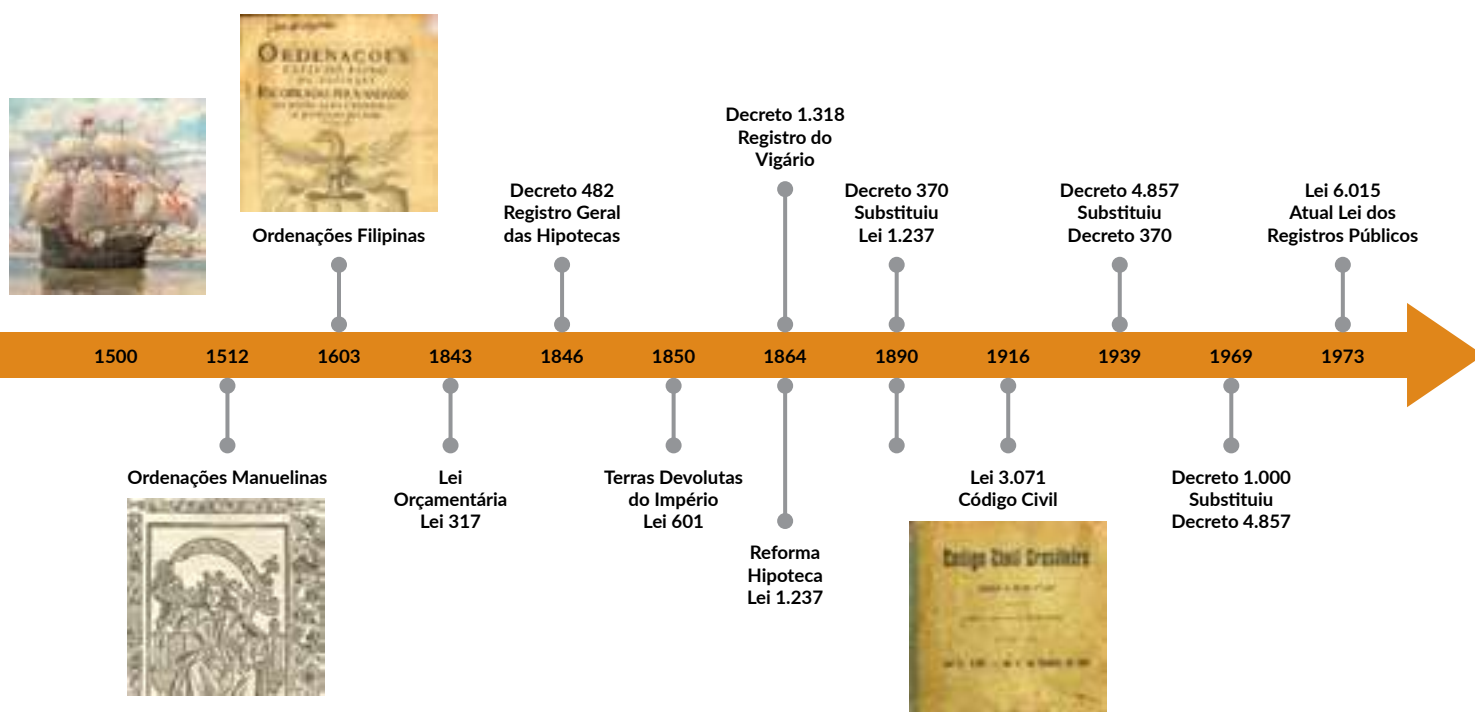 ORDENAÇOES
Decreto 1.318
Registro do
Vigário
Decreto 482
Registro Geral
das Hipotecas
Decreto 370
Substituiu
Lei 1.237
Decreto 4.857
Substituiu
Decreto 370
Lei 6.015
Atual Lei dos
Registros Públicos
Ordenações Filipinas
1500
1512
1603
1843
1846
1850
1864
1890
1916
1939
1969
1973
Ordenações Manuelinas
Lei
Orçamentária
Lei 317
Terras Devolutas
do Império
Lei 601
Reforma
Hipoteca
Lei 1.237
Lei 3.071
Código Civil
Decreto 1.000
Substituiu
Decreto 4.857
Codigo Civil Brasileiro